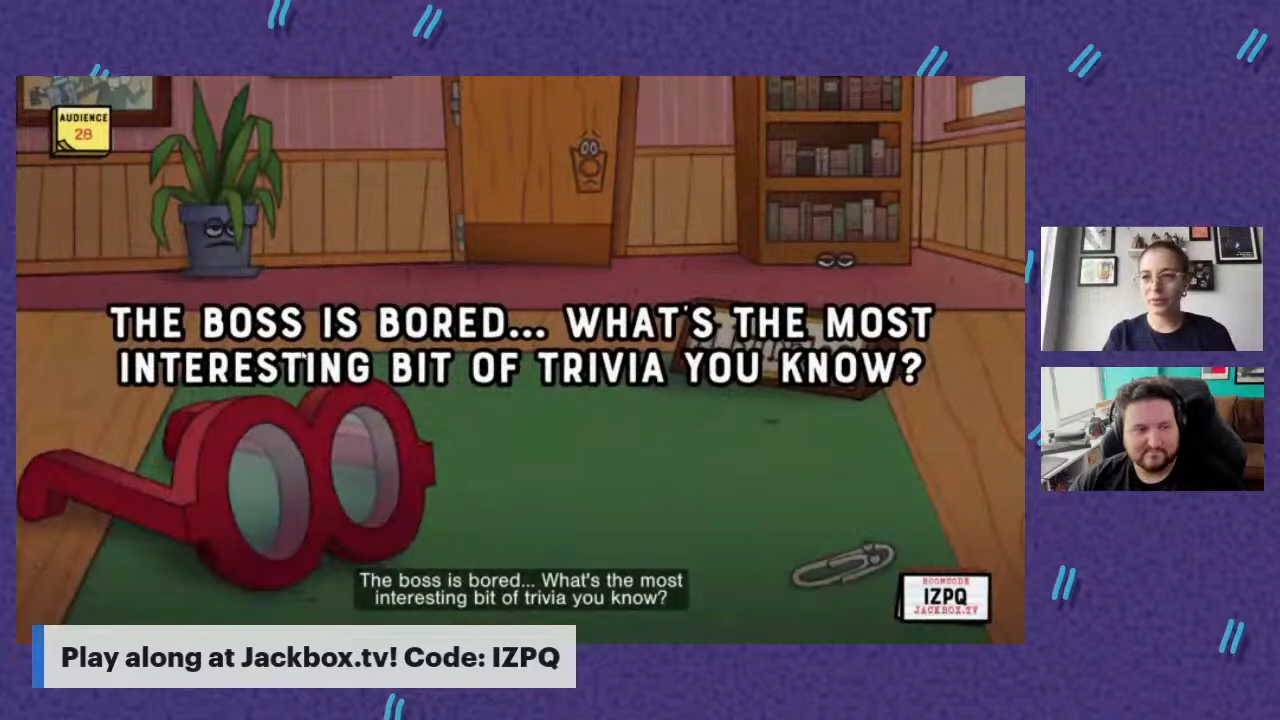 AUDIENCE
28
THE BOSS IS BORED... WHAT'S THE MOST
INTERESTING BIT OF TRIVIA YOU KNOW?
The boss is bored... What's the most
interesting bit of trivia you know?
ROOMCODE
IZPQ
JACKBOX.TV
Play along at Jackbox.tv! Code: IZPQ